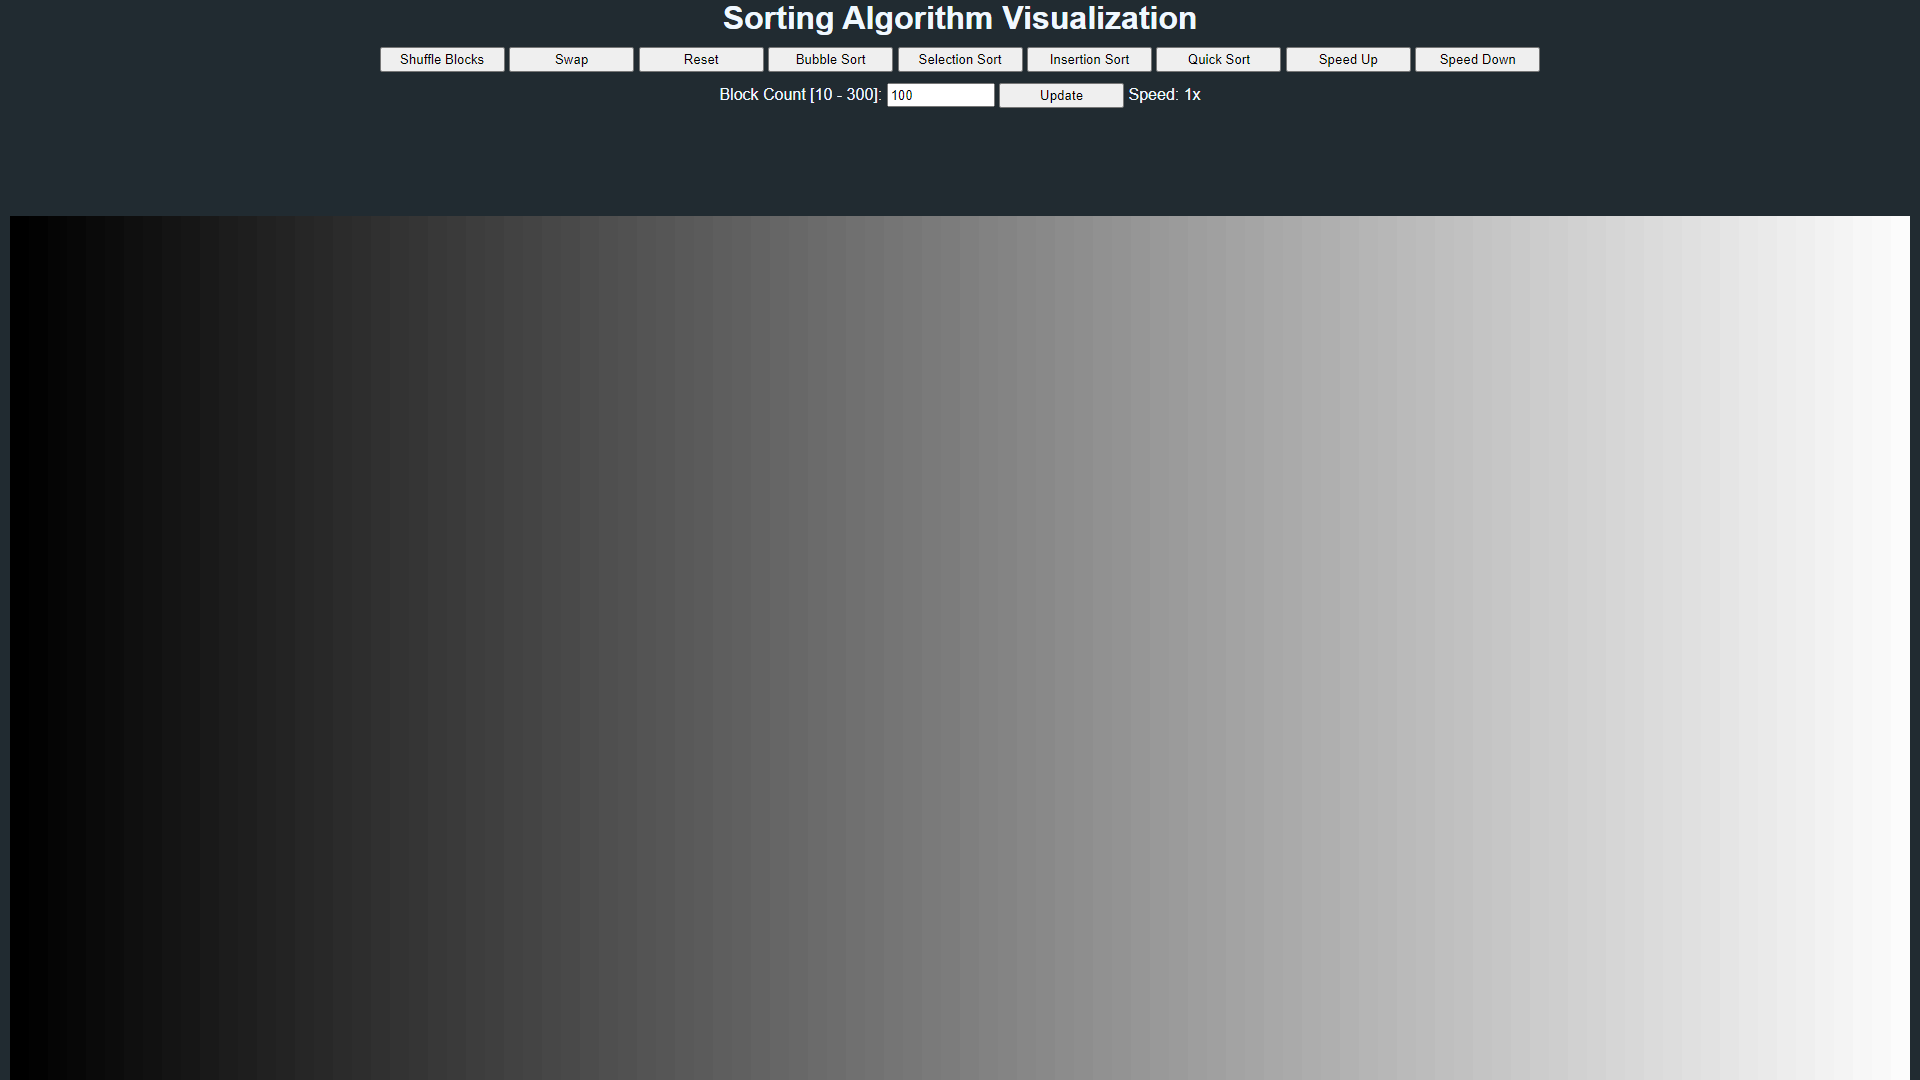 Sorting Algorithm Visualization
Shuffle Blocks Swap Reset Bubble Sort Selection Sort Insertion Sort Quick Sort Speed Up Speed Down
Block Count [10 - 300]: 100 Update Speed: 1x